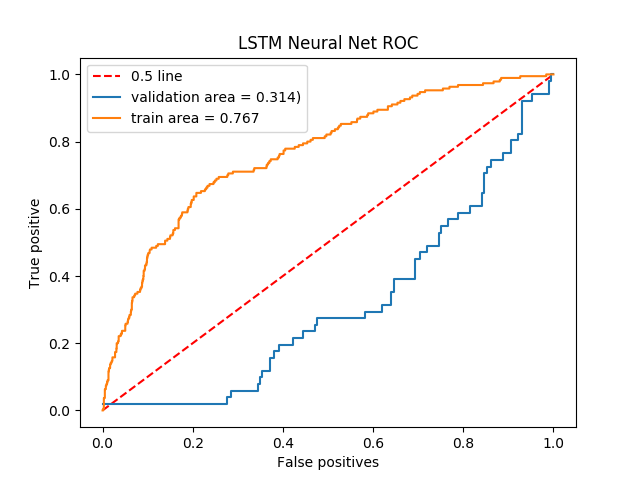 LSTM Neural Net ROC
0.5 line
validation area = 0.314)
train area = 0.767
1.0
0.8
0.6
0.4
0.2
0.0
True positive
0.0 0.2 0.4 0.6 0.8 1.0
False positives